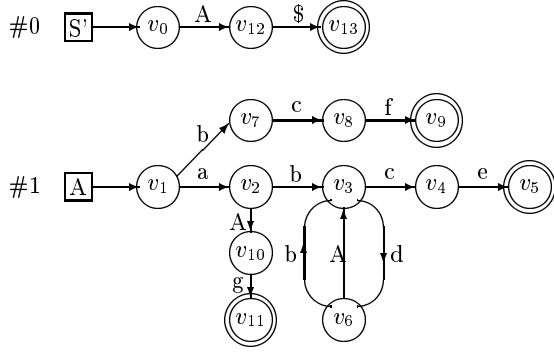 #0 S' v0 A v12 $ v13
b v7 c v8 f v9
#1 A v1 a v2 b v3 c v4 e v5
A v10 b A d
g v11 v6